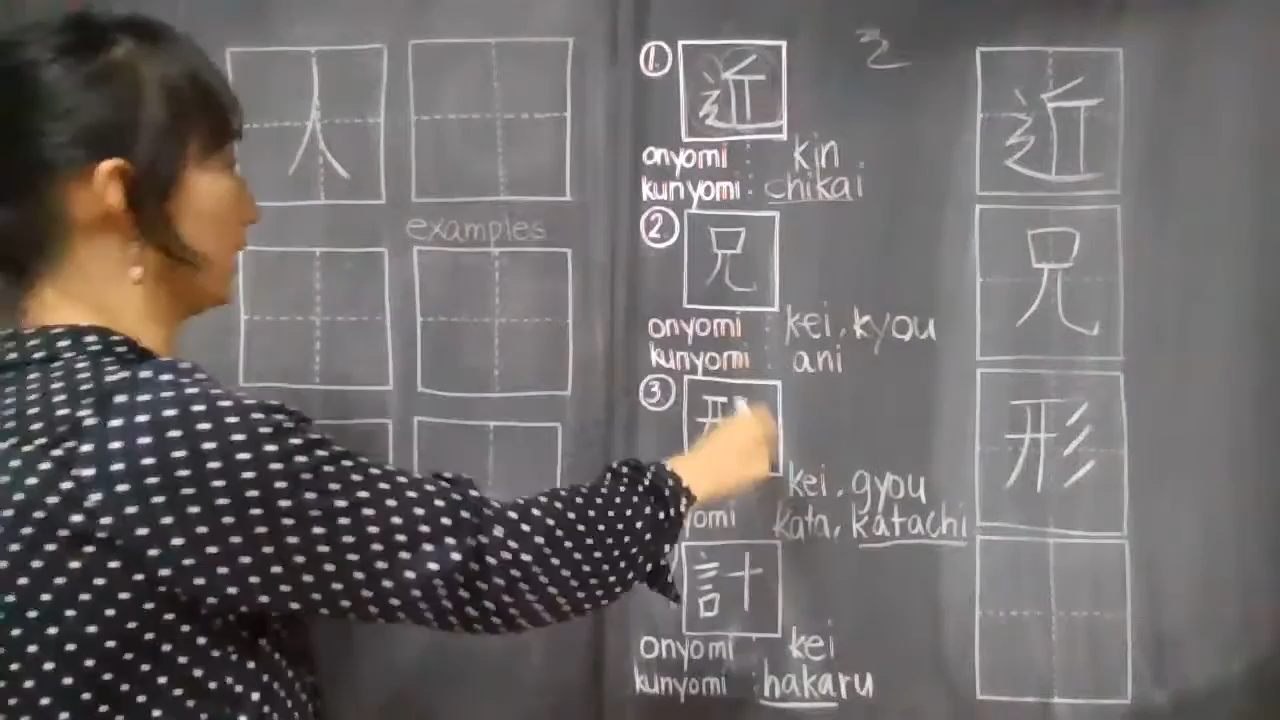 人
examples
① 近
onyomi : kin
kunyomi : chikai
② 兄
onyomi : kei, kyou
kunyomi : ani
③
kei, gyou
yomi kata, katachi
計
onyomi kei
kunyomi : hakaru
近
兄
形